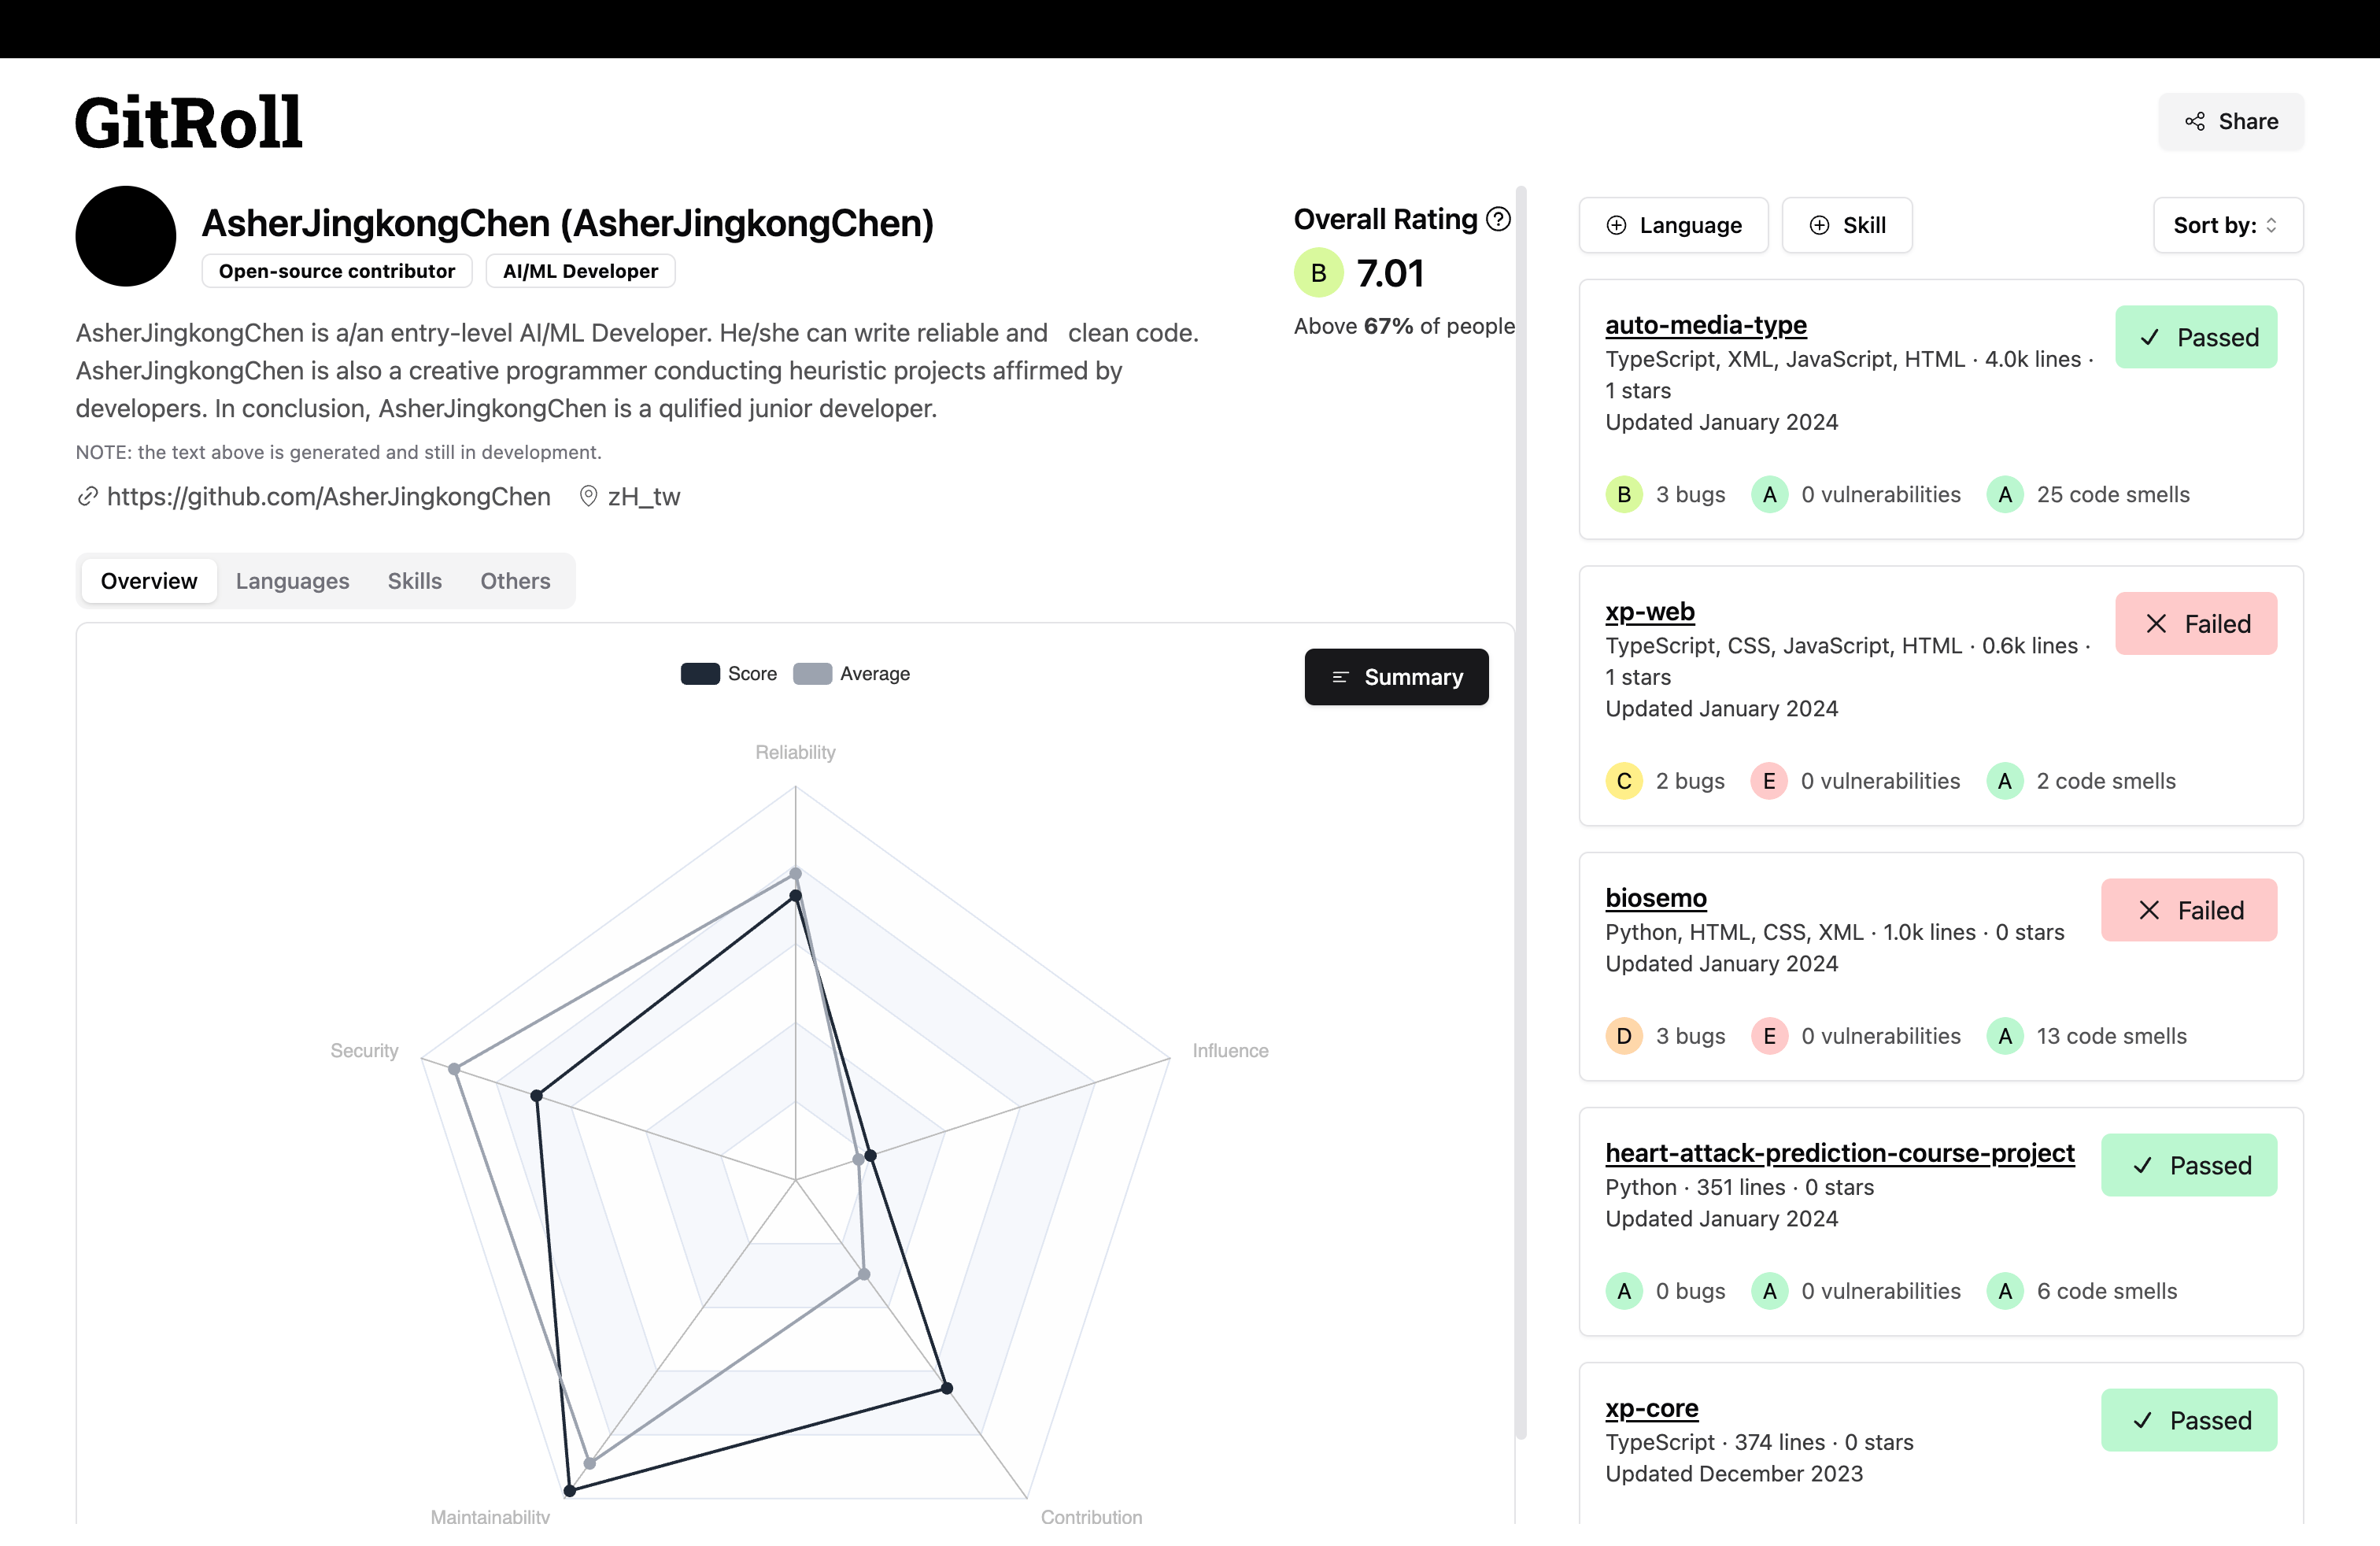 GitRoll
Share
AsherJingkongChen (AsherJingkongChen)
Open-source contributor
AI/ML Developer
Overall Rating
B 7.01
Above 67% of people
AsherJingkongChen is a/an entry-level AI/ML Developer. He/she can write reliable and clean code.
AsherJingkongChen is also a creative programmer conducting heuristic projects affirmed by
developers. In conclusion, AsherJingkongChen is a qulified junior developer.
NOTE: the text above is generated and still in development.
https://github.com/AsherJingkongChen zH_tw
Overview Languages Skills Others
Score Average
Summary
Reliability
Security
Influence
Maintainability
Contribution
Language
Skill
Sort by:
auto-media-type
Passed
TypeScript, XML, JavaScript, HTML · 4.0k lines ·
1 stars
Updated January 2024
B 3 bugs A 0 vulnerabilities A 25 code smells
xp-web
Failed
TypeScript, CSS, JavaScript, HTML · 0.6k lines ·
1 stars
Updated January 2024
C 2 bugs E 0 vulnerabilities A 2 code smells
biosemo
Failed
Python, HTML, CSS, XML · 1.0k lines · 0 stars
Updated January 2024
D 3 bugs E 0 vulnerabilities A 13 code smells
heart-attack-prediction-course-project
Passed
Python · 351 lines · 0 stars
Updated January 2024
A 0 bugs A 0 vulnerabilities A 6 code smells
xp-core
Passed
TypeScript · 374 lines · 0 stars
Updated December 2023